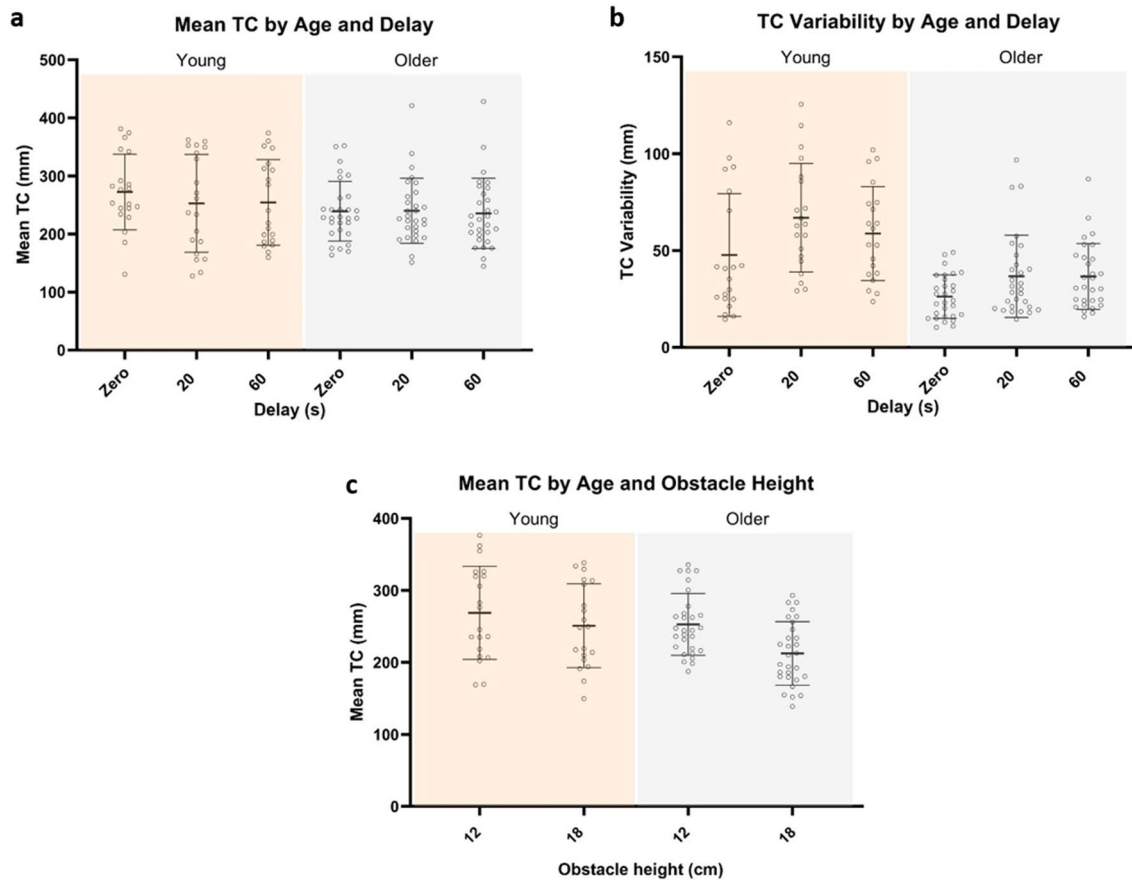 a
Mean TC by Age and Delay
Young
Older
Mean TC (mm)
500
400
300
200
100
0
Zero
20
60
Zero
20
60
Delay (s)
b
TC Variability by Age and Delay
Young
Older
TC Variability (mm)
150
100
50
0
Zero
20
60
Zero
20
60
Delay (s)
c
Mean TC by Age and Obstacle Height
Young
Older
Mean TC (mm)
400
300
200
100
0
12
18
12
18
Obstacle height (cm)